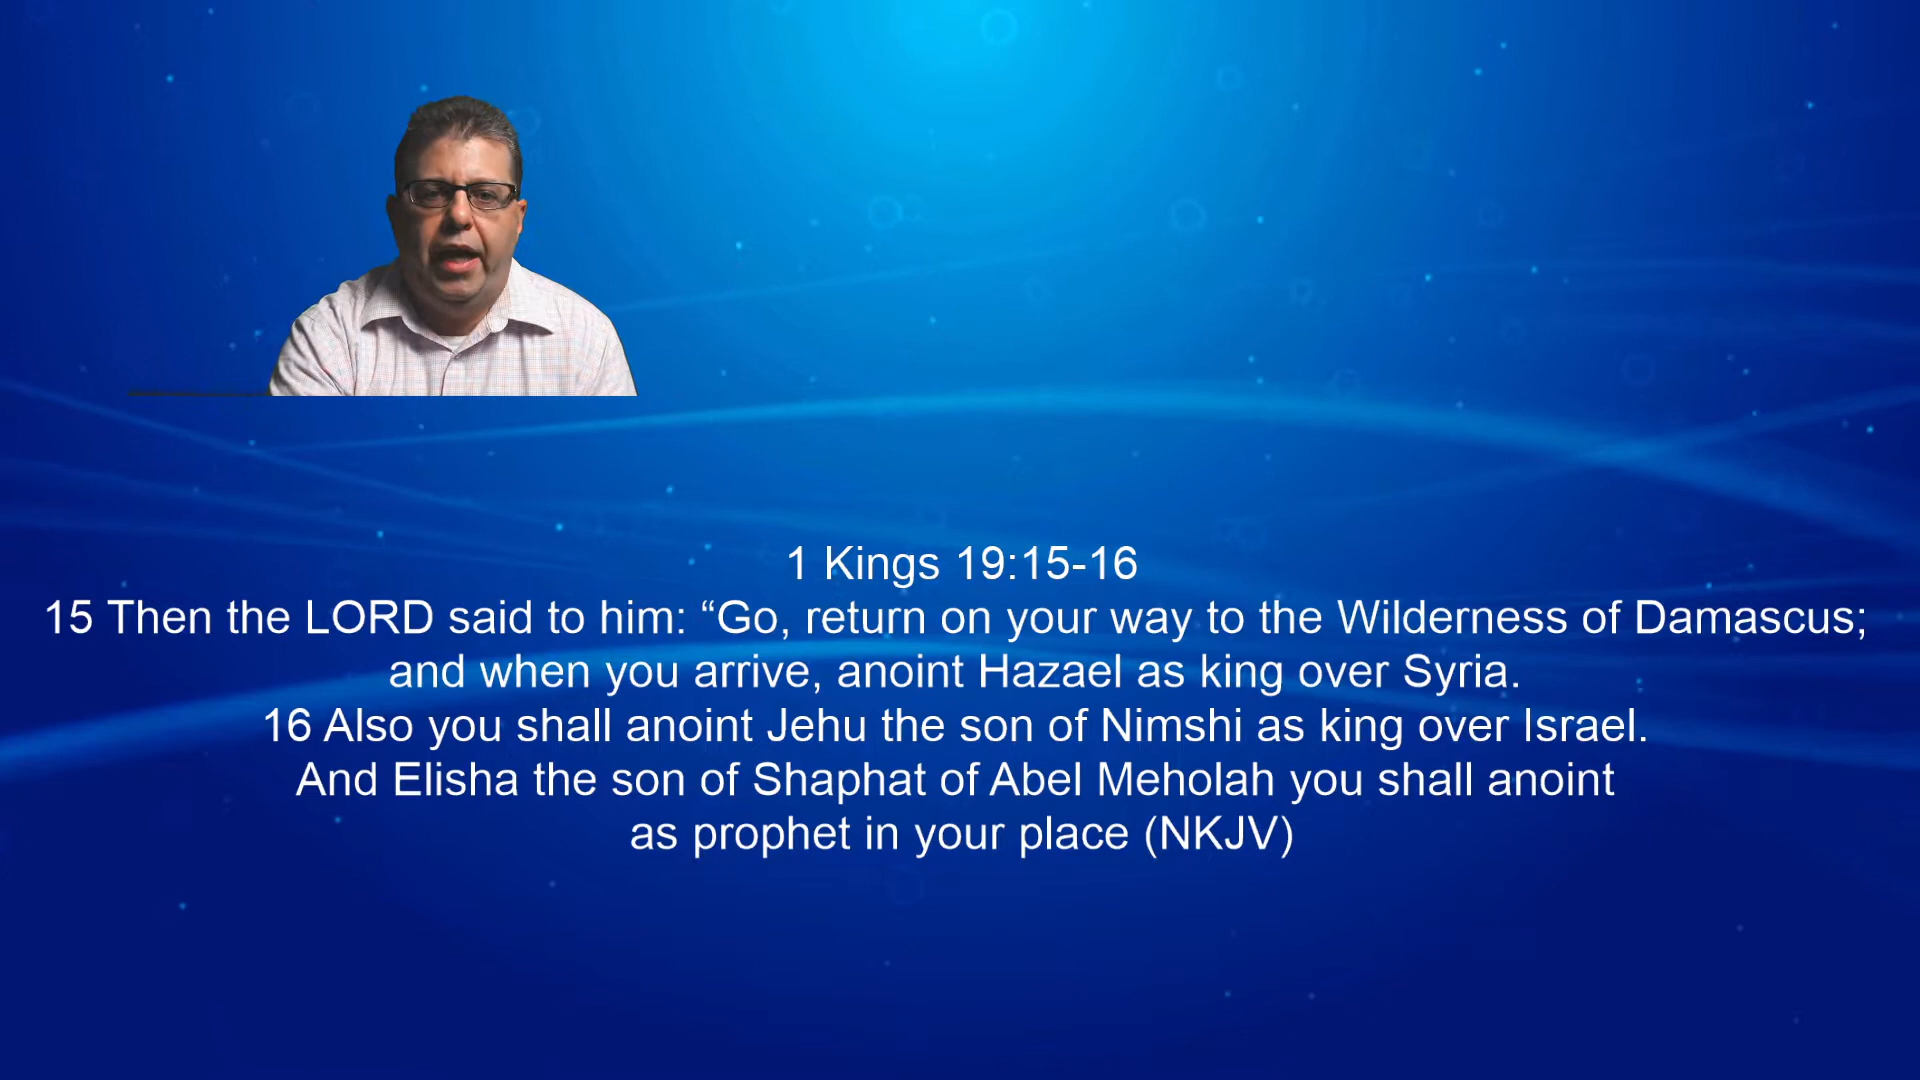 1 Kings 19:15-16
15 Then the LORD said to him: “Go, return on your way to the Wilderness of Damascus;
and when you arrive, anoint Hazael as king over Syria.
16 Also you shall anoint Jehu the son of Nimshi as king over Israel.
And Elisha the son of Shaphat of Abel Meholah you shall anoint
as prophet in your place (NKJV)